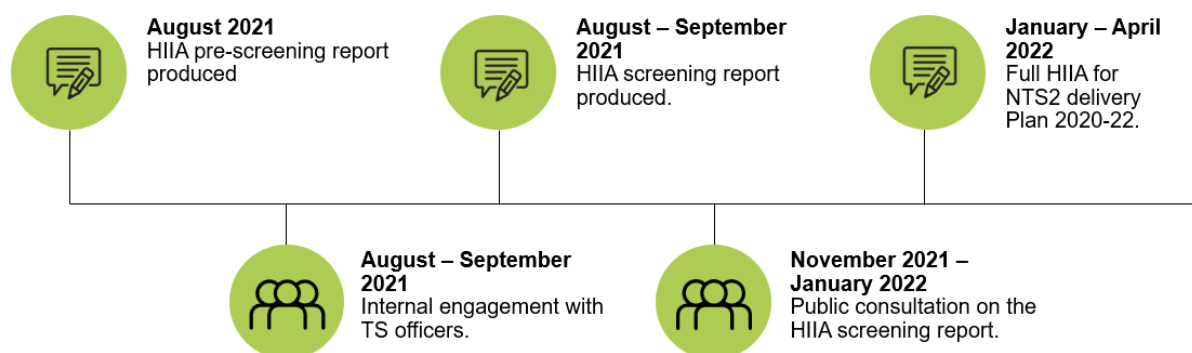 August 2021
HIIA pre-screening report
produced
August – September
2021
HIIA screening report
produced.
January – April
2022
Full HIIA for
NTS2 delivery
Plan 2020-22.
August – September
2021
Internal engagement with
TS officers.
November 2021 –
January 2022
Public consultation on the
HIIA screening report.